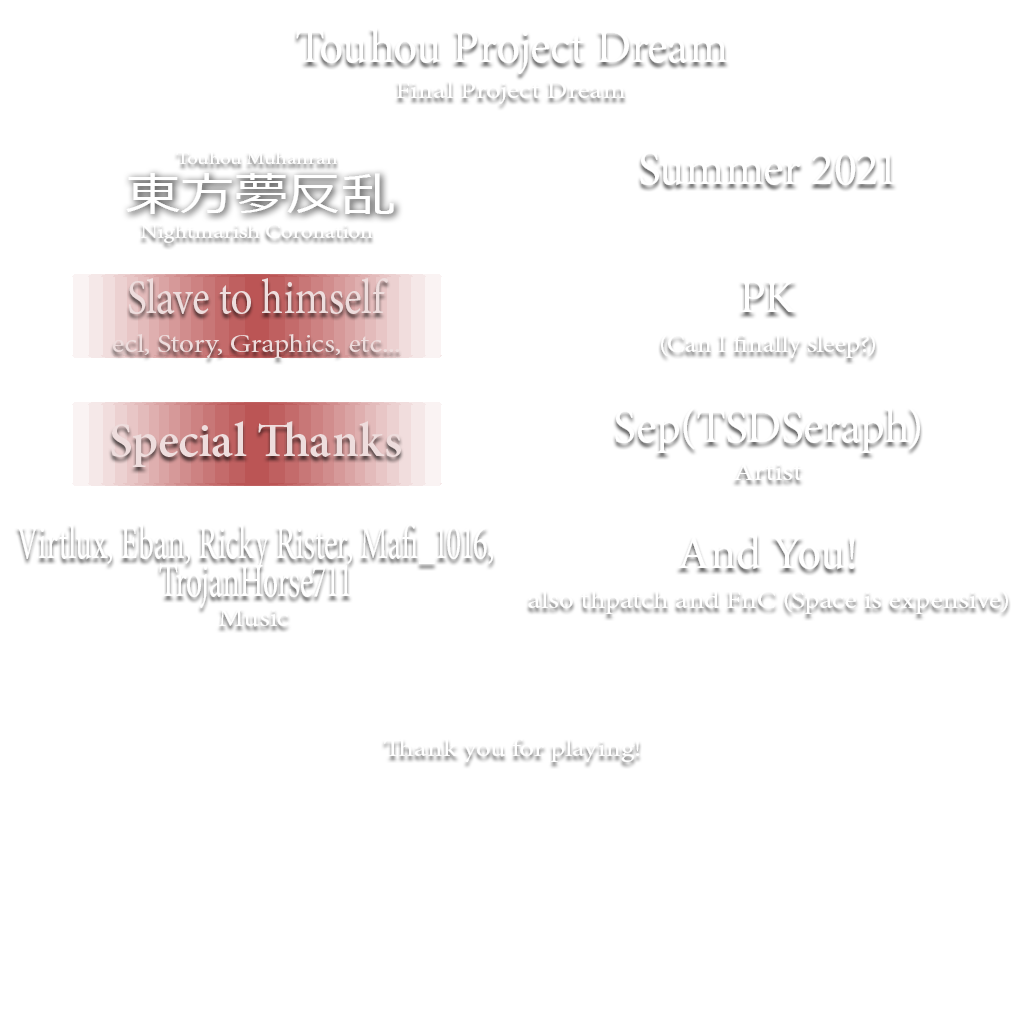 Touhou Project Dream
Final Project Dream
Touhou Muhanran
東方夢反乱
Nightmarish Coronation
Summer 2021
Slave to himself
ecl, Story, Graphics, etc...
PK
(Can I finally sleep?)
Special Thanks
Sep(TSDSeraph)
Artist
Virtlux, Eban, Ricky Rister, Mafi_1016,
TrojanHorse711
Music
And You!
also thpatch and FnC (Space is expensive)
Thank you for playing!